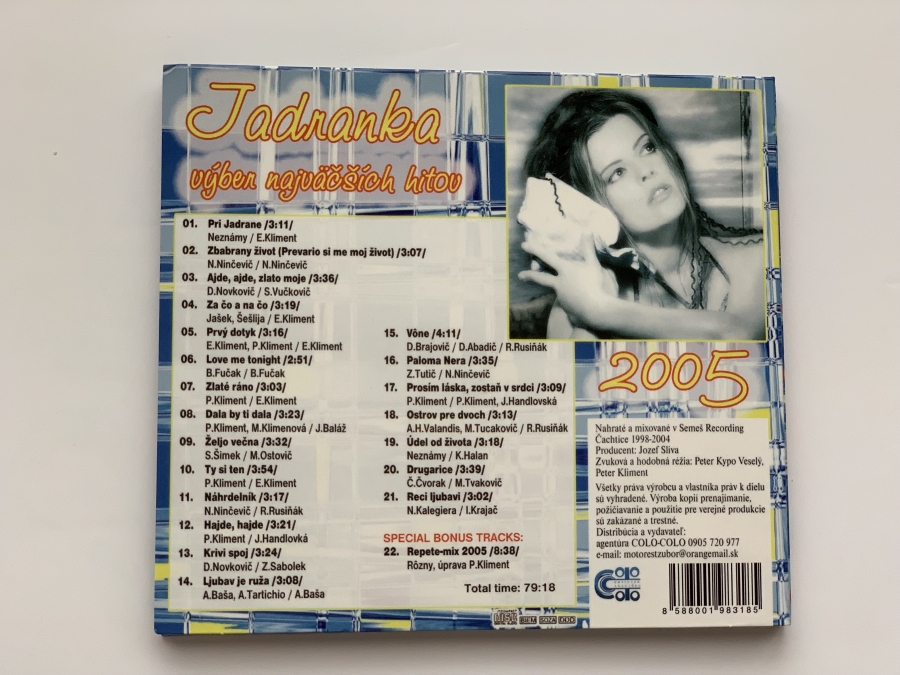 Jadranka
výber najväčších hitov
01. Pri Jadrane /3:11/
Neznámy / E.Kliment
02. Zbabrany život (Prevario si me moj život) /3:07/
N.Ninčevič / N.Ninčevič
03. Ajde, ajde, zlato moje /3:36/
D.Novkovič / S.Vučkovič
04. Za čo a na čo /3:19/
Jašek, Šešlija / E.Kliment
05. Prvý dotyk /3:16/
E.Kliment, P.Kliment / E.Kliment
06. Love me tonight /2:51/
B.Fučak / B.Fučak
07. Zlaté ráno /3:03/
P.Kliment / E.Kliment
08. Dala by ti dala /3:23/
P.Kliment, M.Klimenová / J.Baláž
09. Željo večna /3:32/
S.Šimek / M.Ostovič
10. Ty si ten /3:54/
P.Kliment / E.Kliment
11. Náhrdelník /3:17/
N.Ninčevič / R.Rusiňák
12. Hajde, hajde /3:21/
P.Kliment / J.Handlovká
13. Krivi spoj /3:24/
D.Novkovič / Z.Sabolek
14. Ljubav je ruža /3:08/
A.Baša, A.Tartichio / A.Baša
15. Vône /4:11/
D.Brajovič / D.Abadič / R.Rusiňák
16. Paloma Nera /3:35/
Z.Tutič / N.Ninčevič
17. Prosím láska, zostaň v srdci /3:09/
P.Kliment / P.Kliment, J.Handlovská
18. Ostrov pre dvoch /3:13/
A.H.Valandis, M.Tucakovič / R.Rusiňák
19. Údel od života /3:18/
Neznámy / K.Halan
20. Drugarice /3:39/
Č.Čvorak / M.Tvakovič
21. Reci ljubavi /3:02/
N.Kalegiera / I.Krajač
SPECIAL BONUS TRACKS:
22. Repete-mix 2005 /8:38/
Rôzny, úprava P.Kliment
Total time: 79:18
2005
Nahraté a mixované v Semeš Recording
Čachtice 1998-2004
Producent: Jozef Sliva
Zvuková a hodobná réžia: Peter Kypo Veselý,
Peter Kliment
Všetky práva výrobcu a vlastníka práv k dielu
sú vyhradené. Výroba kopií prenajímanie,
požičiavanie a použitie pre verejné produkcie
sú zakázané a trestné.
Distribúcia a vydavateľ:
agentúra COLO-COLO 0905 720 977
e-mail: motorestzubor@orangemail.sk
Colo
Colo
8 588001 983185